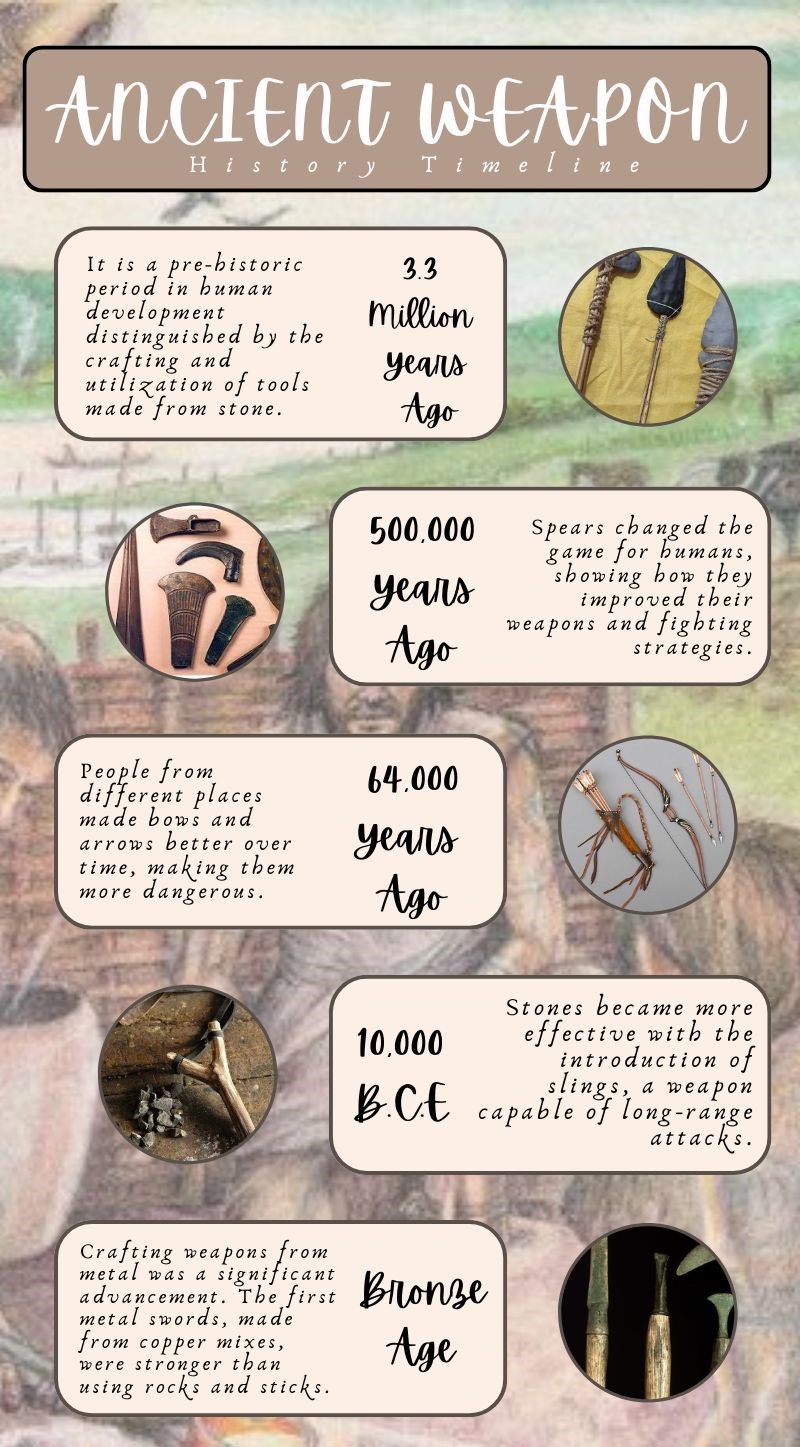 ANCIENT WEAPON
History Timeline
It is a pre-historic
period in human
development
distinguished by the
crafting and
utilization of tools
made from stone.
3.3
Million
Years
Ago
500,000
Years
Ago
Spears changed the
game for humans,
showing how they
improved their
weapons and fighting
strategies.
People from
different places
made bows and
arrows better over
time, making them
more dangerous.
64,000
Years
Ago
10,000
B.C.E
Stones became more
effective with the
introduction of
slings, a weapon
capable of long-range
attacks.
Crafting weapons from
metal was a significant
advancement. The first
metal swords, made
from copper mixes,
were stronger than
using rocks and sticks.
Bronze
Age